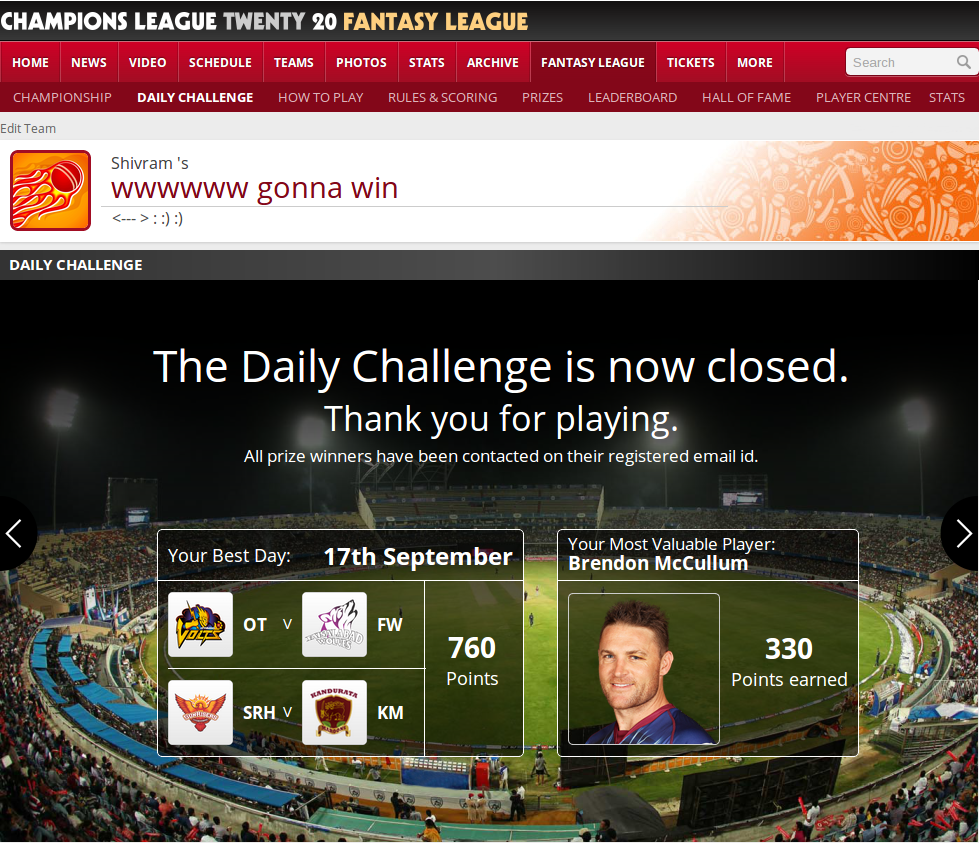 CHAMPIONS LEAGUE TWENTY 20 FANTASY LEAGUE
HOME NEWS VIDEO SCHEDULE TEAMS PHOTOS STATS ARCHIVE FANTASY LEAGUE TICKETS MORE Search
CHAMPIONSHIP DAILY CHALLENGE HOW TO PLAY RULES & SCORING PRIZES LEADERBOARD HALL OF FAME PLAYER CENTRE STATS
Edit Team
Shivram 's
wwwwww gonna win
<--- > : :) :)
DAILY CHALLENGE
The Daily Challenge is now closed.
Thank you for playing.
All prize winners have been contacted on their registered email id.
Your Best Day: 17th September
VOLTS OT v FW
760
Points
SRH v KM
Your Most Valuable Player:
Brendon McCullum
330
Points earned